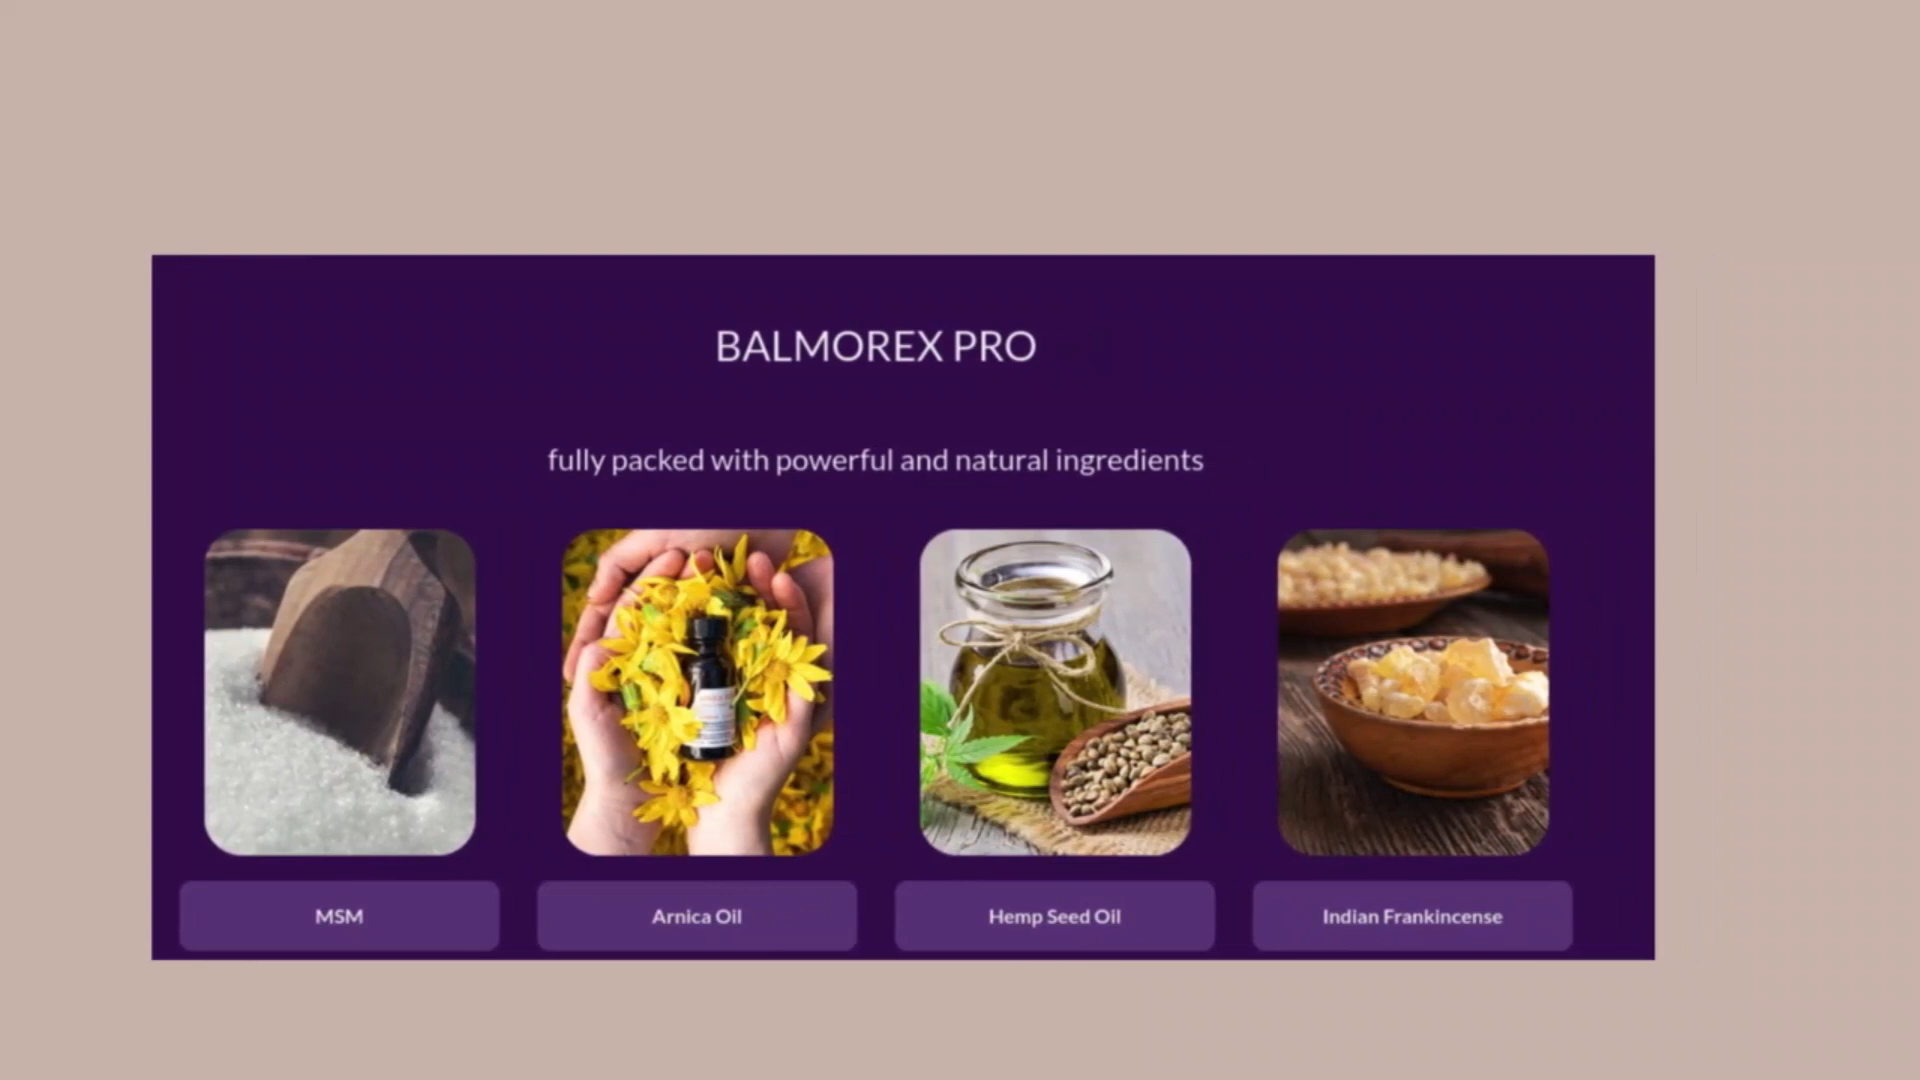 BALMOREX PRO
fully packed with powerful and natural ingredients
MSM
Arnica Oil
Hemp Seed Oil
Indian Frankincense